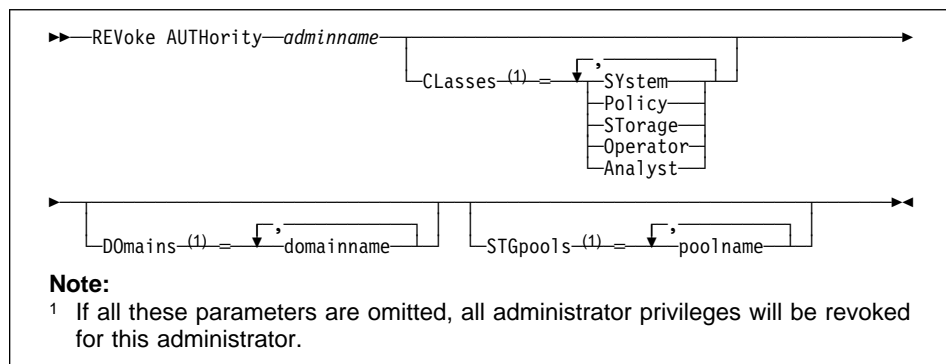 REVoke AUTHority adminname
,
CLasses (1) = SYstem
Policy
STorage
Operator
Analyst
, ,
DOmains (1) = domainname STGpools (1) = poolname
Note:
1 If all these parameters are omitted, all administrator privileges will be revoked
for this administrator.